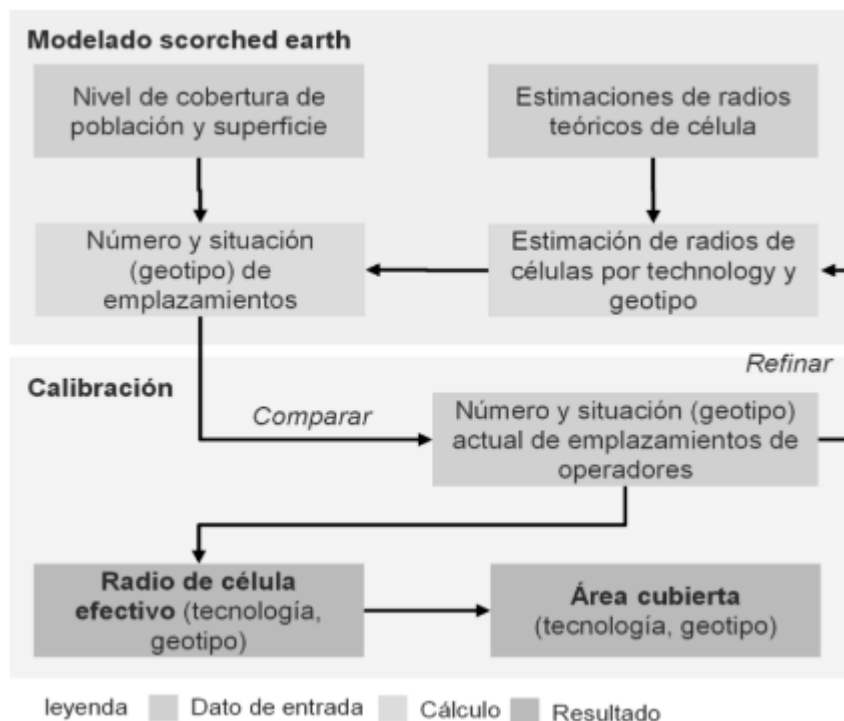 Modelado scorched earth
Nivel de cobertura de
población y superficie
Estimaciones de radios
teóricos de célula
Número y situación
(geotipo) de
emplazamientos
Estimación de radios de
células por technology y
geotipo
Refinar
Calibración
Comparar
Número y situación (geotipo)
actual de emplazamientos de
operadores
Radio de célula
efectivo (tecnología,
geotipo)
Área cubierta
(tecnología, geotipo)
leyenda Dato de entrada Cálculo Resultado